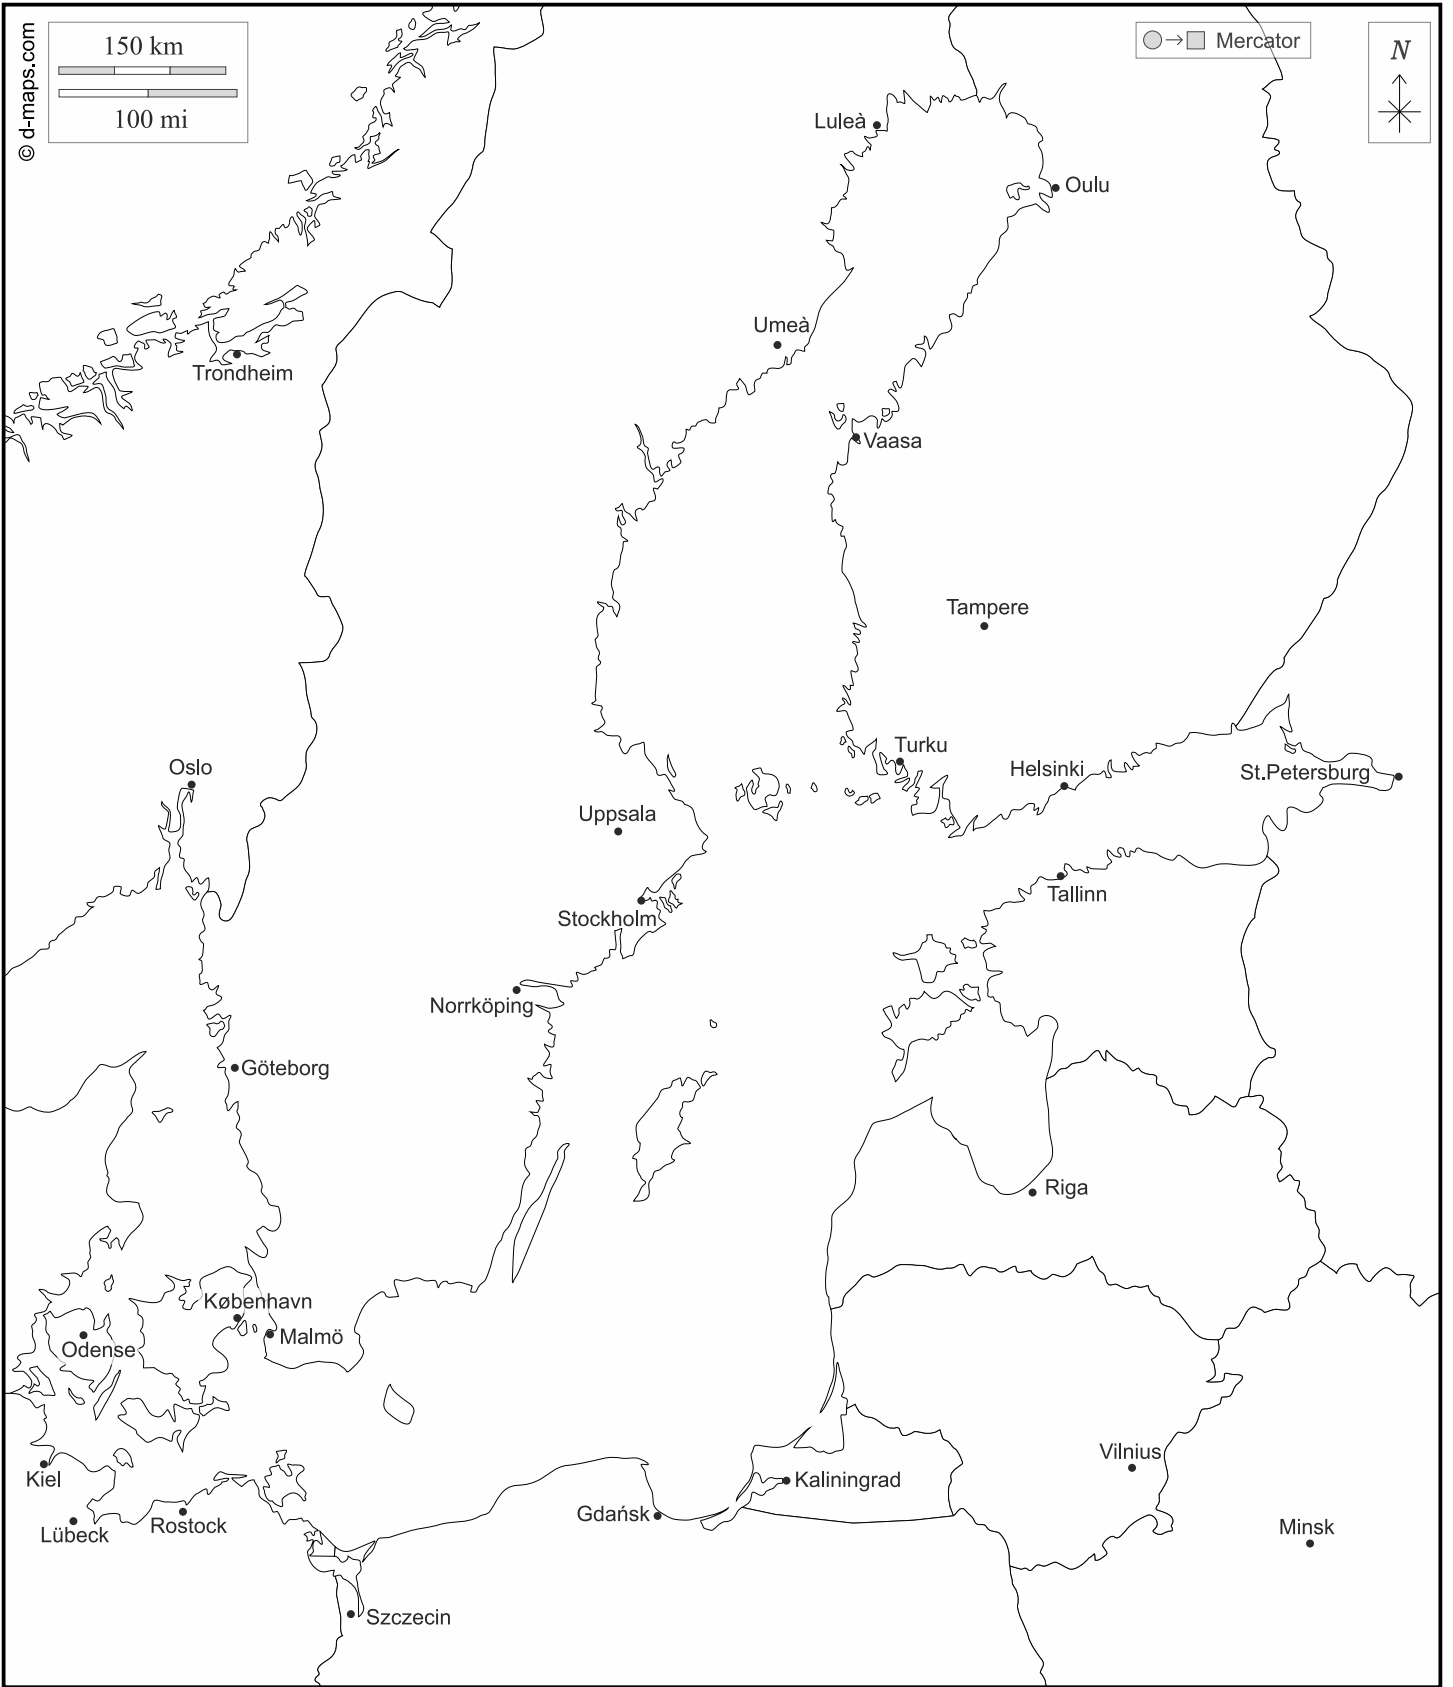 © d-maps.com
150 km
100 mi
Mercator
N
Luleà
Oulu
Umeà
Trondheim
Vaasa
Tampere
Turku
Oslo
Helsinki
St.Petersburg
Uppsala
Tallinn
Stockholm
Norrköping
Göteborg
Riga
København
Malmö
Odense
Vilnius
Kiel
Kaliningrad
Gdańsk
Rostock
Lübeck
Minsk
Szczecin